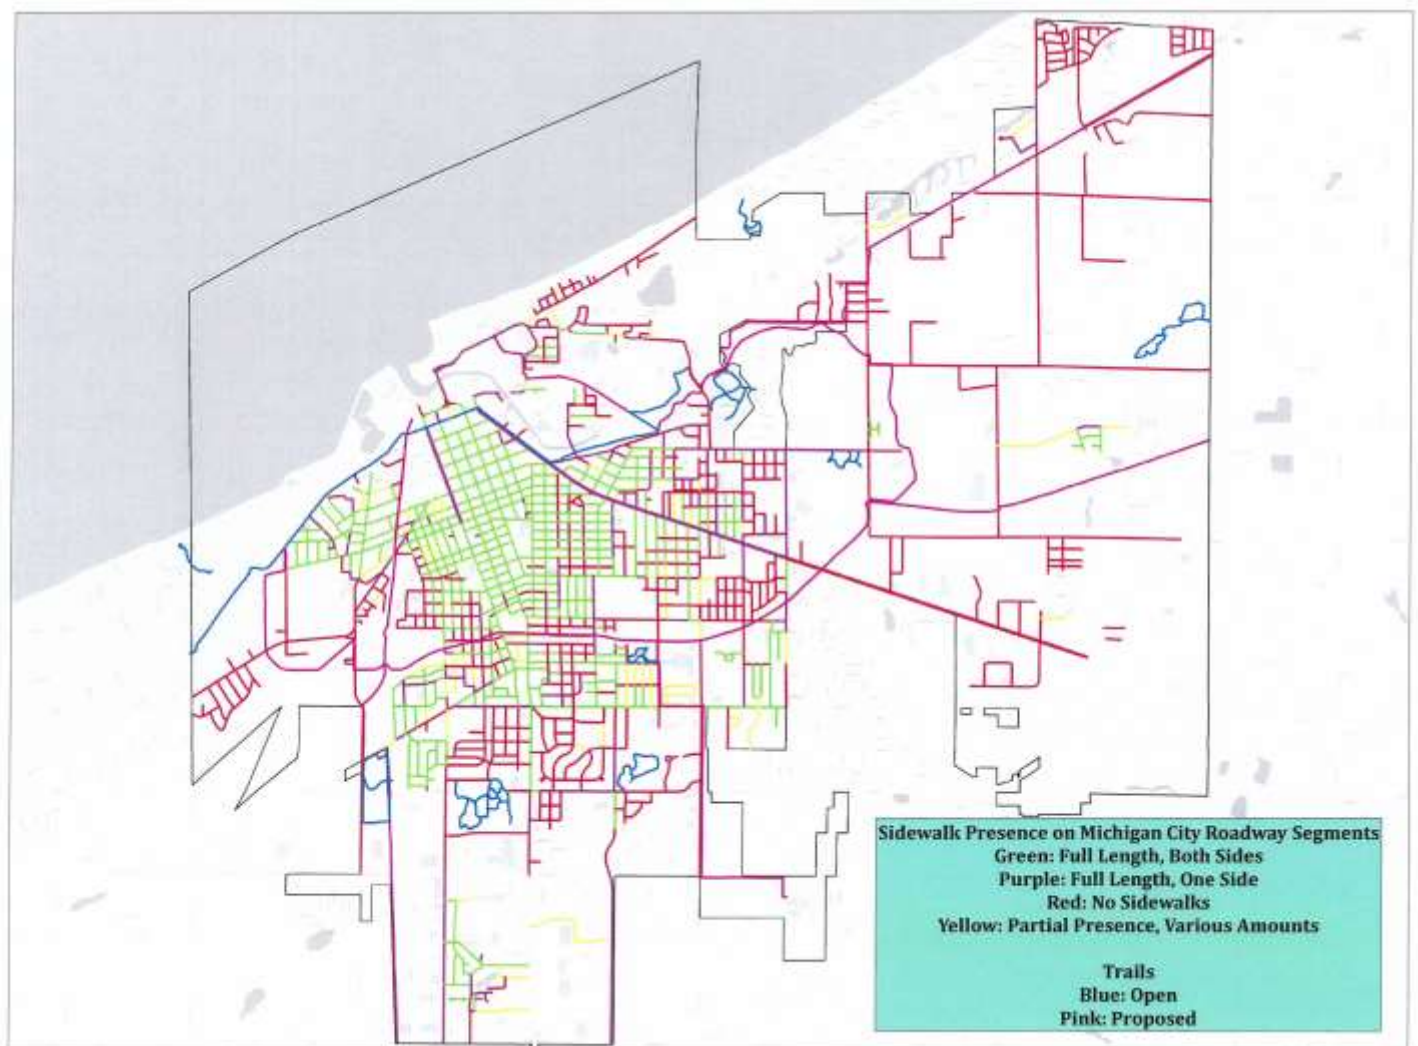 Sidewalk Presence on Michigan City Roadway Segments
Green: Full Length, Both Sides
Purple: Full Length, One Side
Red: No Sidewalks
Yellow: Partial Presence, Various Amounts
Trails
Blue: Open
Pink: Proposed